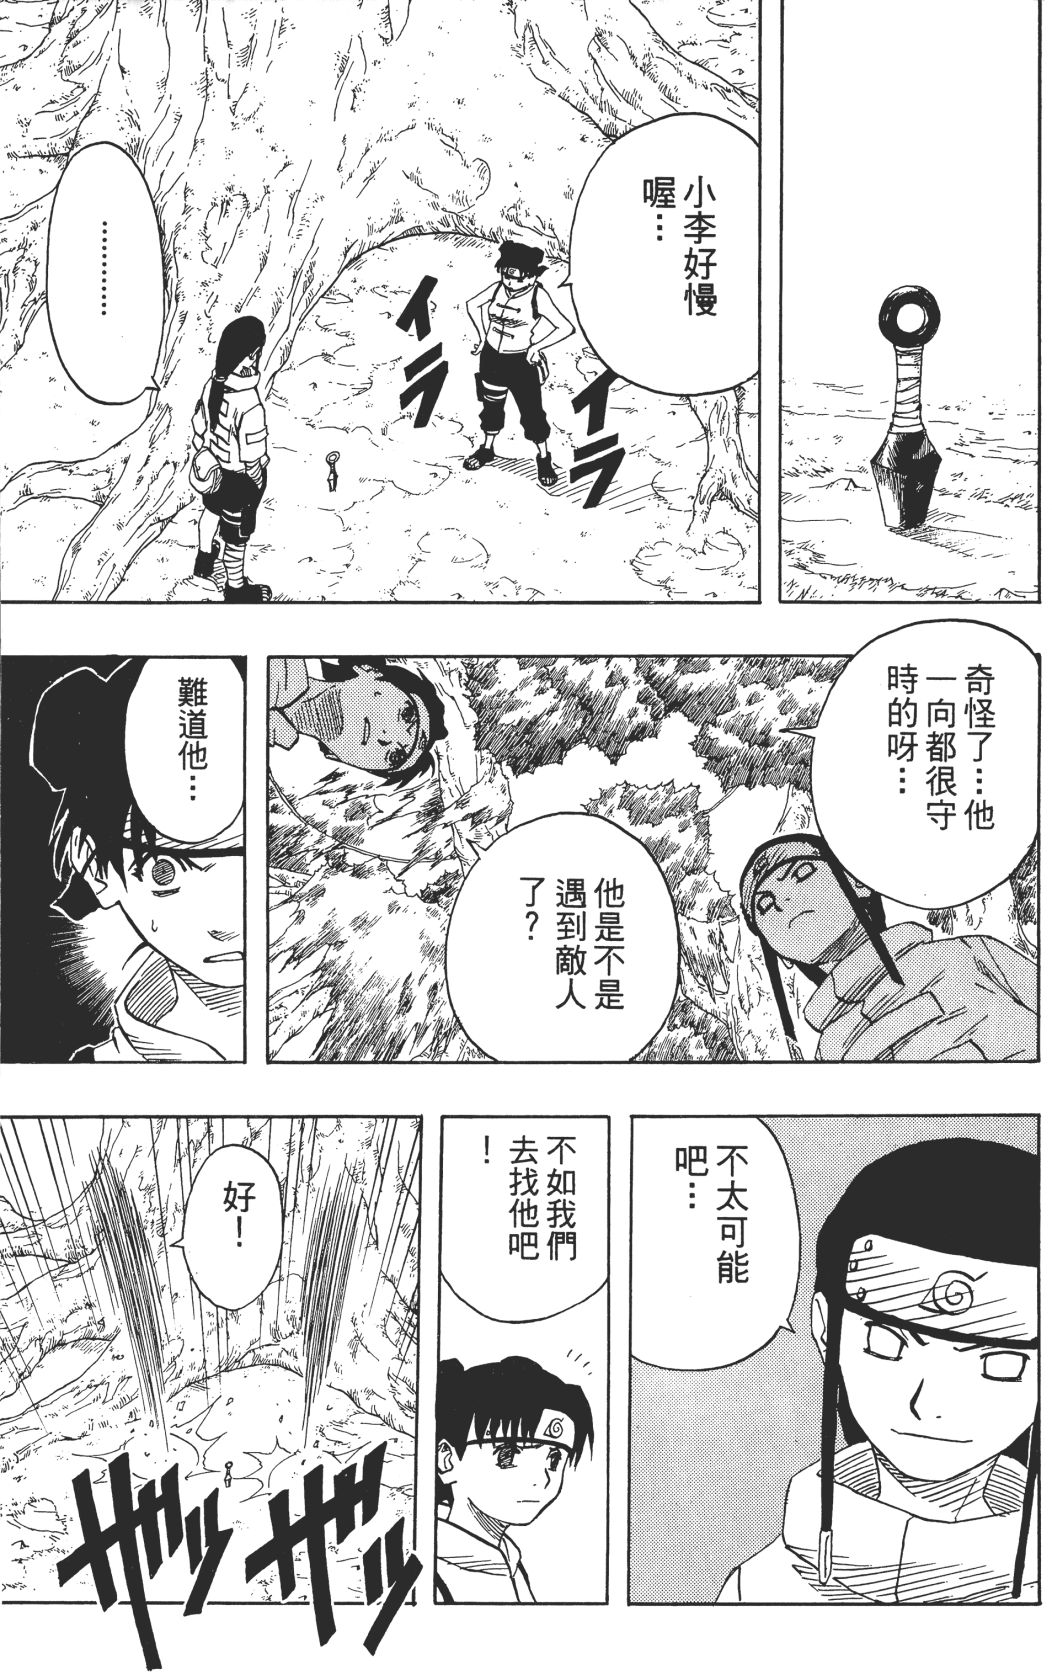 小李好慢
喔…
イラ
イラ
…………
奇怪了…他
一向都很守
時的呀…
他是不是
遇到敵人
了？
難道他…
不太可能
吧…
不如我們
去找他吧
！
好！
ザッ
ザッ